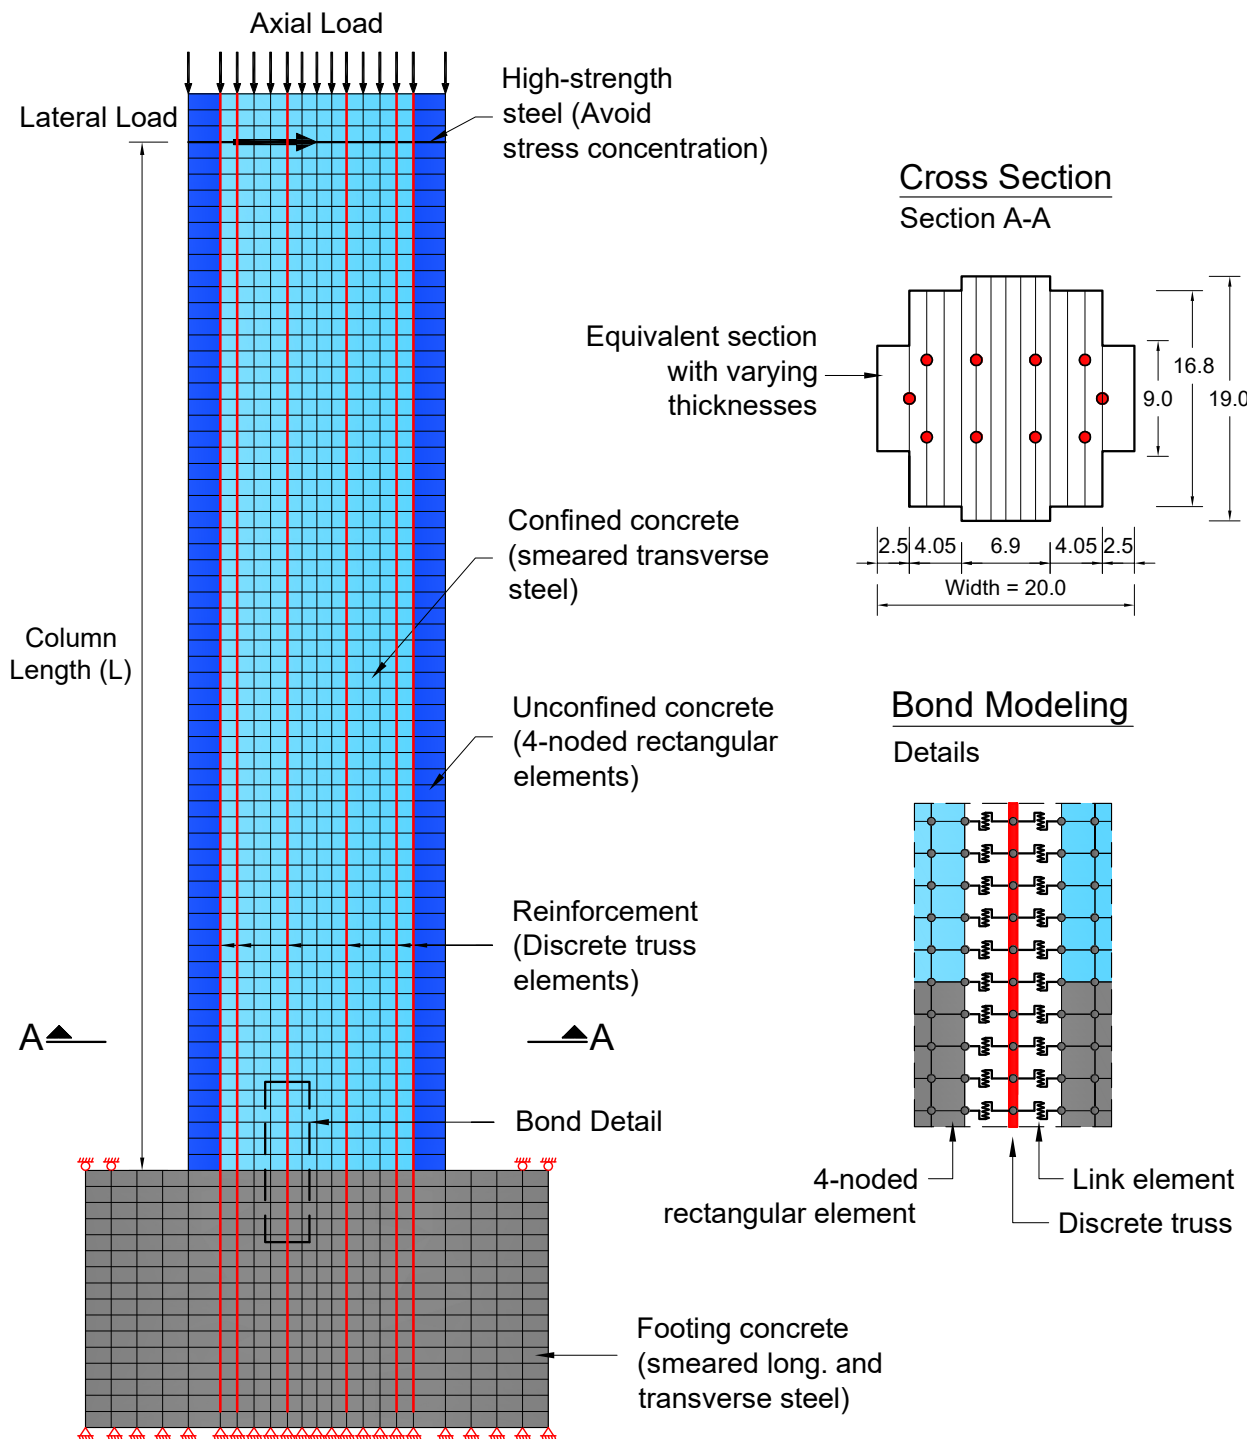 Axial Load
Lateral Load
High-strength
steel (Avoid
stress concentration)
Cross Section
Section A-A
Equivalent section
with varying
thicknesses
9.0
16.8
19.0
2.5
4.05
6.9
4.05
2.5
Width = 20.0
Confined concrete
(smeared transverse
steel)
Column
Length (L)
Unconfined concrete
(4-noded rectangular
elements)
Bond Modeling
Details
Reinforcement
(Discrete truss
elements)
A
A
Bond Detail
4-noded
rectangular element
Link element
Discrete truss
Footing concrete
(smeared long. and
transverse steel)